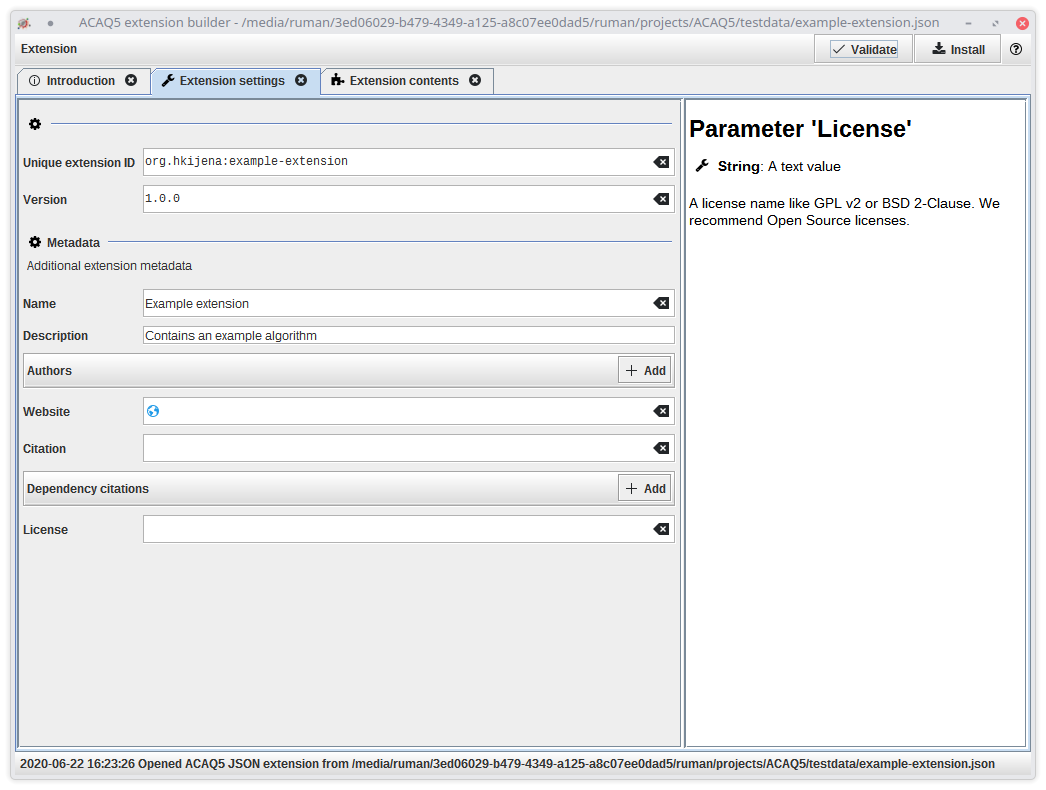 ACAQ5 extension builder - /media/ruman/3ed06029-b479-4349-a125-a8c07ee0dad5/ruman/projects/ACAQ5/testdata/example-extension.json
Extension
Validate
Install
Introduction
Extension settings
Extension contents
Unique extension ID
org.hkijena:example-extension
Version
1.0.0
Metadata
Additional extension metadata
Name
Example extension
Description
Contains an example algorithm
Authors
Add
Website
Citation
Dependency citations
Add
License
Parameter 'License'
String: A text value
A license name like GPL v2 or BSD 2-Clause. We
recommend Open Source licenses.
2020-06-22 16:23:26 Opened ACAQ5 JSON extension from /media/ruman/3ed06029-b479-4349-a125-a8c07ee0dad5/ruman/projects/ACAQ5/testdata/example-extension.json